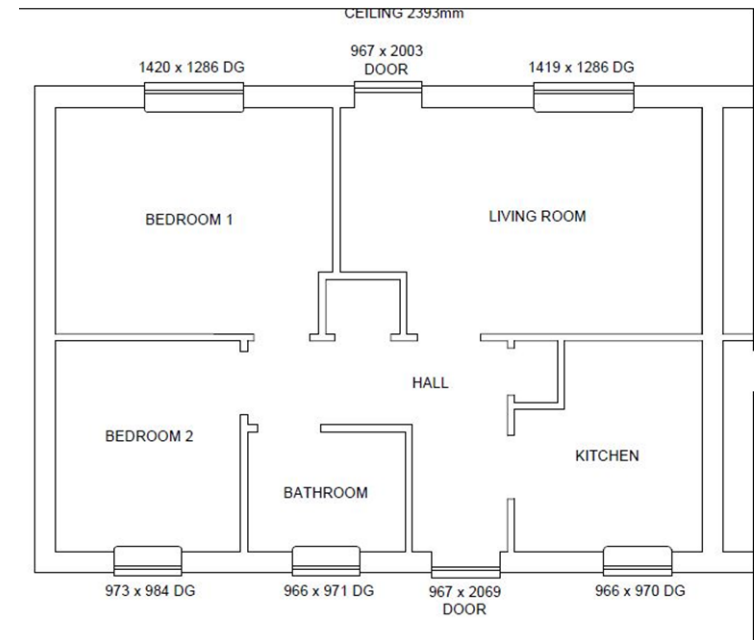 CEILING 2393mm
967 x 2003
DOOR
1420 x 1286 DG
1419 x 1286 DG
BEDROOM 1
LIVING ROOM
HALL
BEDROOM 2
KITCHEN
BATHROOM
973 x 984 DG
966 x 971 DG
967 x 2069
DOOR
966 x 970 DG